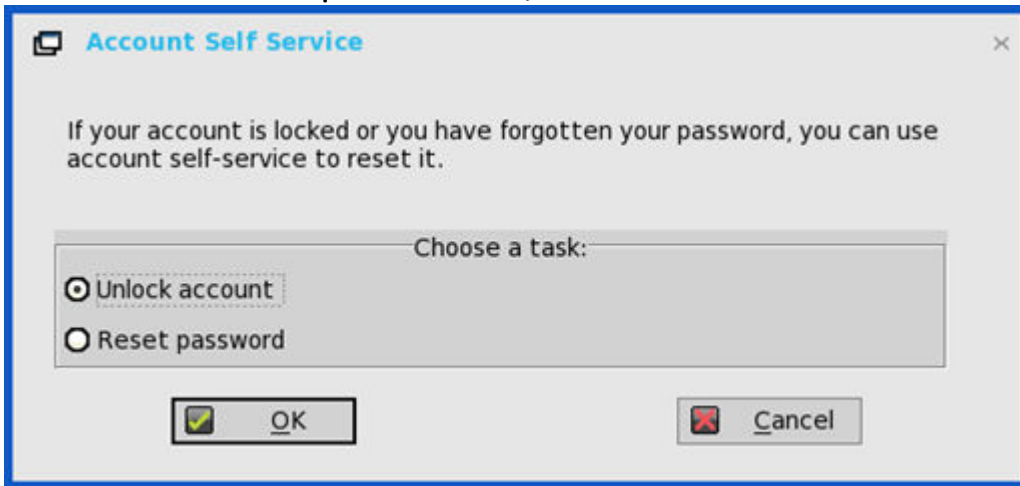 Account Self Service
If your account is locked or you have forgotten your password, you can use
account self-service to reset it.
Choose a task:
Unlock account
Reset password
OK
Cancel